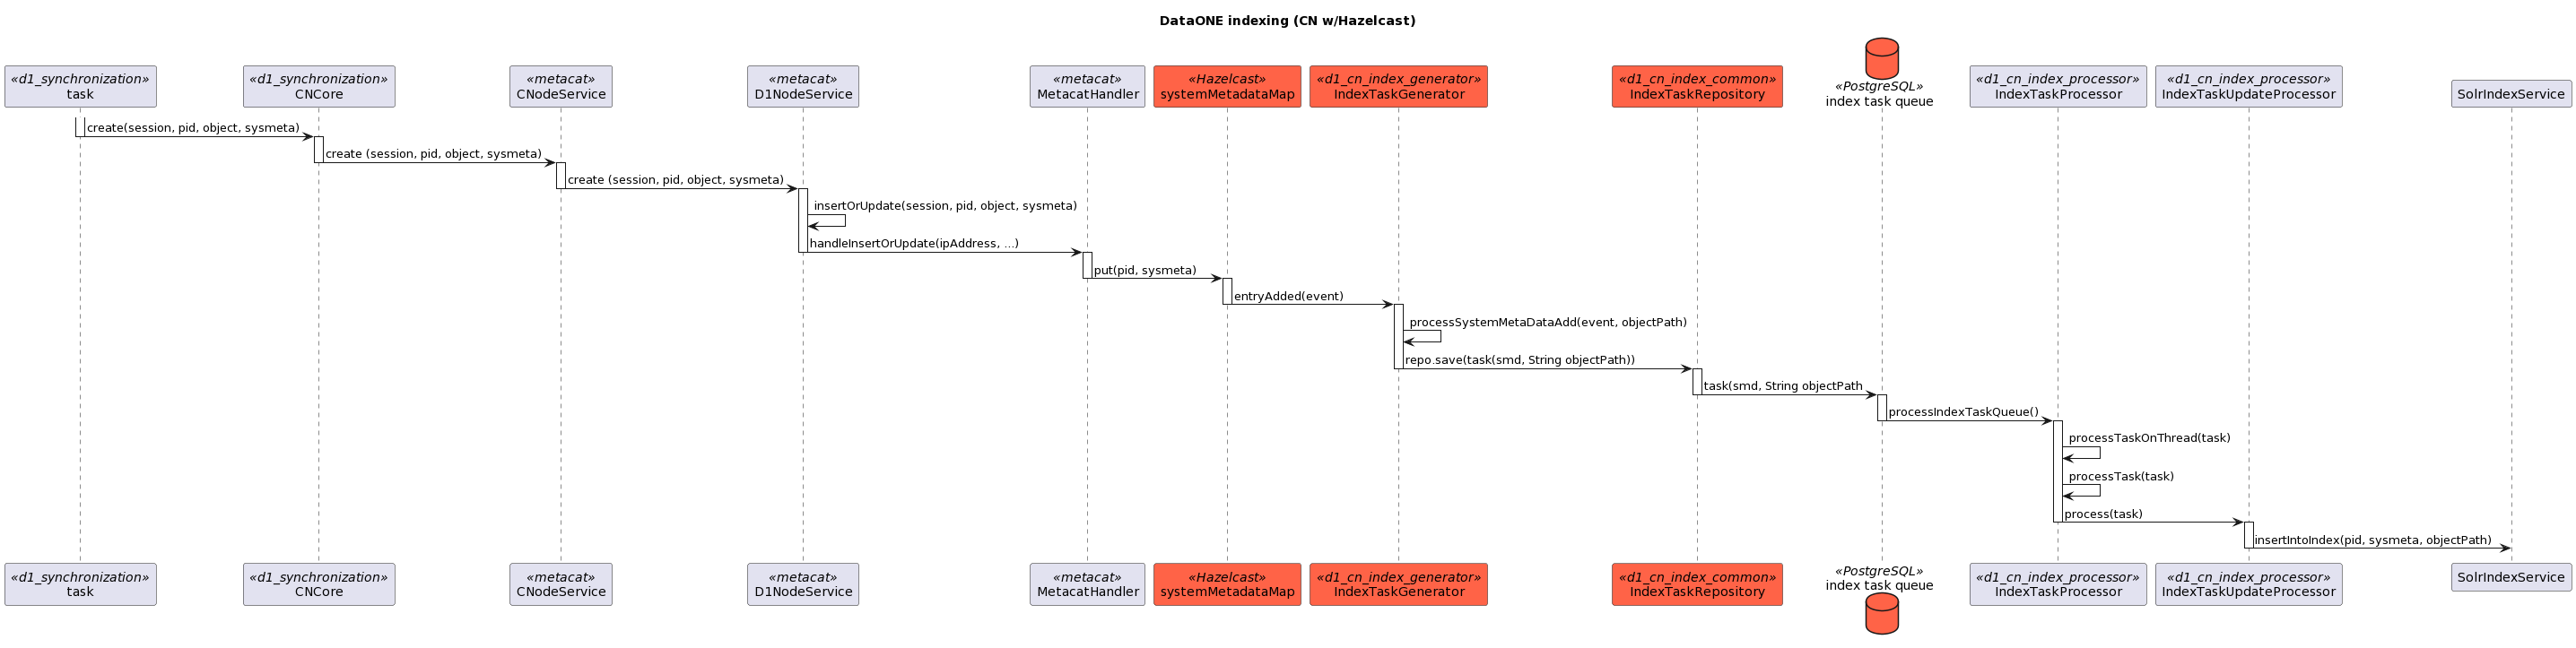 DataONE indexing (CN w/Hazelcast)
«d1_synchronization»
task
«d1_synchronization»
CNCore
«metacat»
CNodeService
«metacat»
D1NodeService
«metacat»
MetacatHandler
«Hazelcast»
systemMetadataMap
«d1_cn_index_generator»
IndexTaskGenerator
«d1_cn_index_common»
IndexTaskRepository
«PostgreSQL»
index task queue
«d1_cn_index_processor»
IndexTaskProcessor
«d1_cn_index_processor»
IndexTaskUpdateProcessor
SolrIndexService
create(session, pid, object, sysmeta)
create (session, pid, object, sysmeta)
create (session, pid, object, sysmeta)
insertOrUpdate(session, pid, object, sysmeta)
handleInsertOrUpdate(ipAddress, ...)
put(pid, sysmeta)
entryAdded(event)
processSystemMetaDataAdd(event, objectPath)
repo.save(task(smd, String objectPath))
task(smd, String objectPath
processIndexTaskQueue()
processTaskOnThread(task)
processTask(task)
process(task)
insertIntoIndex(pid, sysmeta, objectPath)
«d1_synchronization»
task
«d1_synchronization»
CNCore
«metacat»
CNodeService
«metacat»
D1NodeService
«metacat»
MetacatHandler
«Hazelcast»
systemMetadataMap
«d1_cn_index_generator»
IndexTaskGenerator
«d1_cn_index_common»
IndexTaskRepository
«PostgreSQL»
index task queue
«d1_cn_index_processor»
IndexTaskProcessor
«d1_cn_index_processor»
IndexTaskUpdateProcessor
SolrIndexService